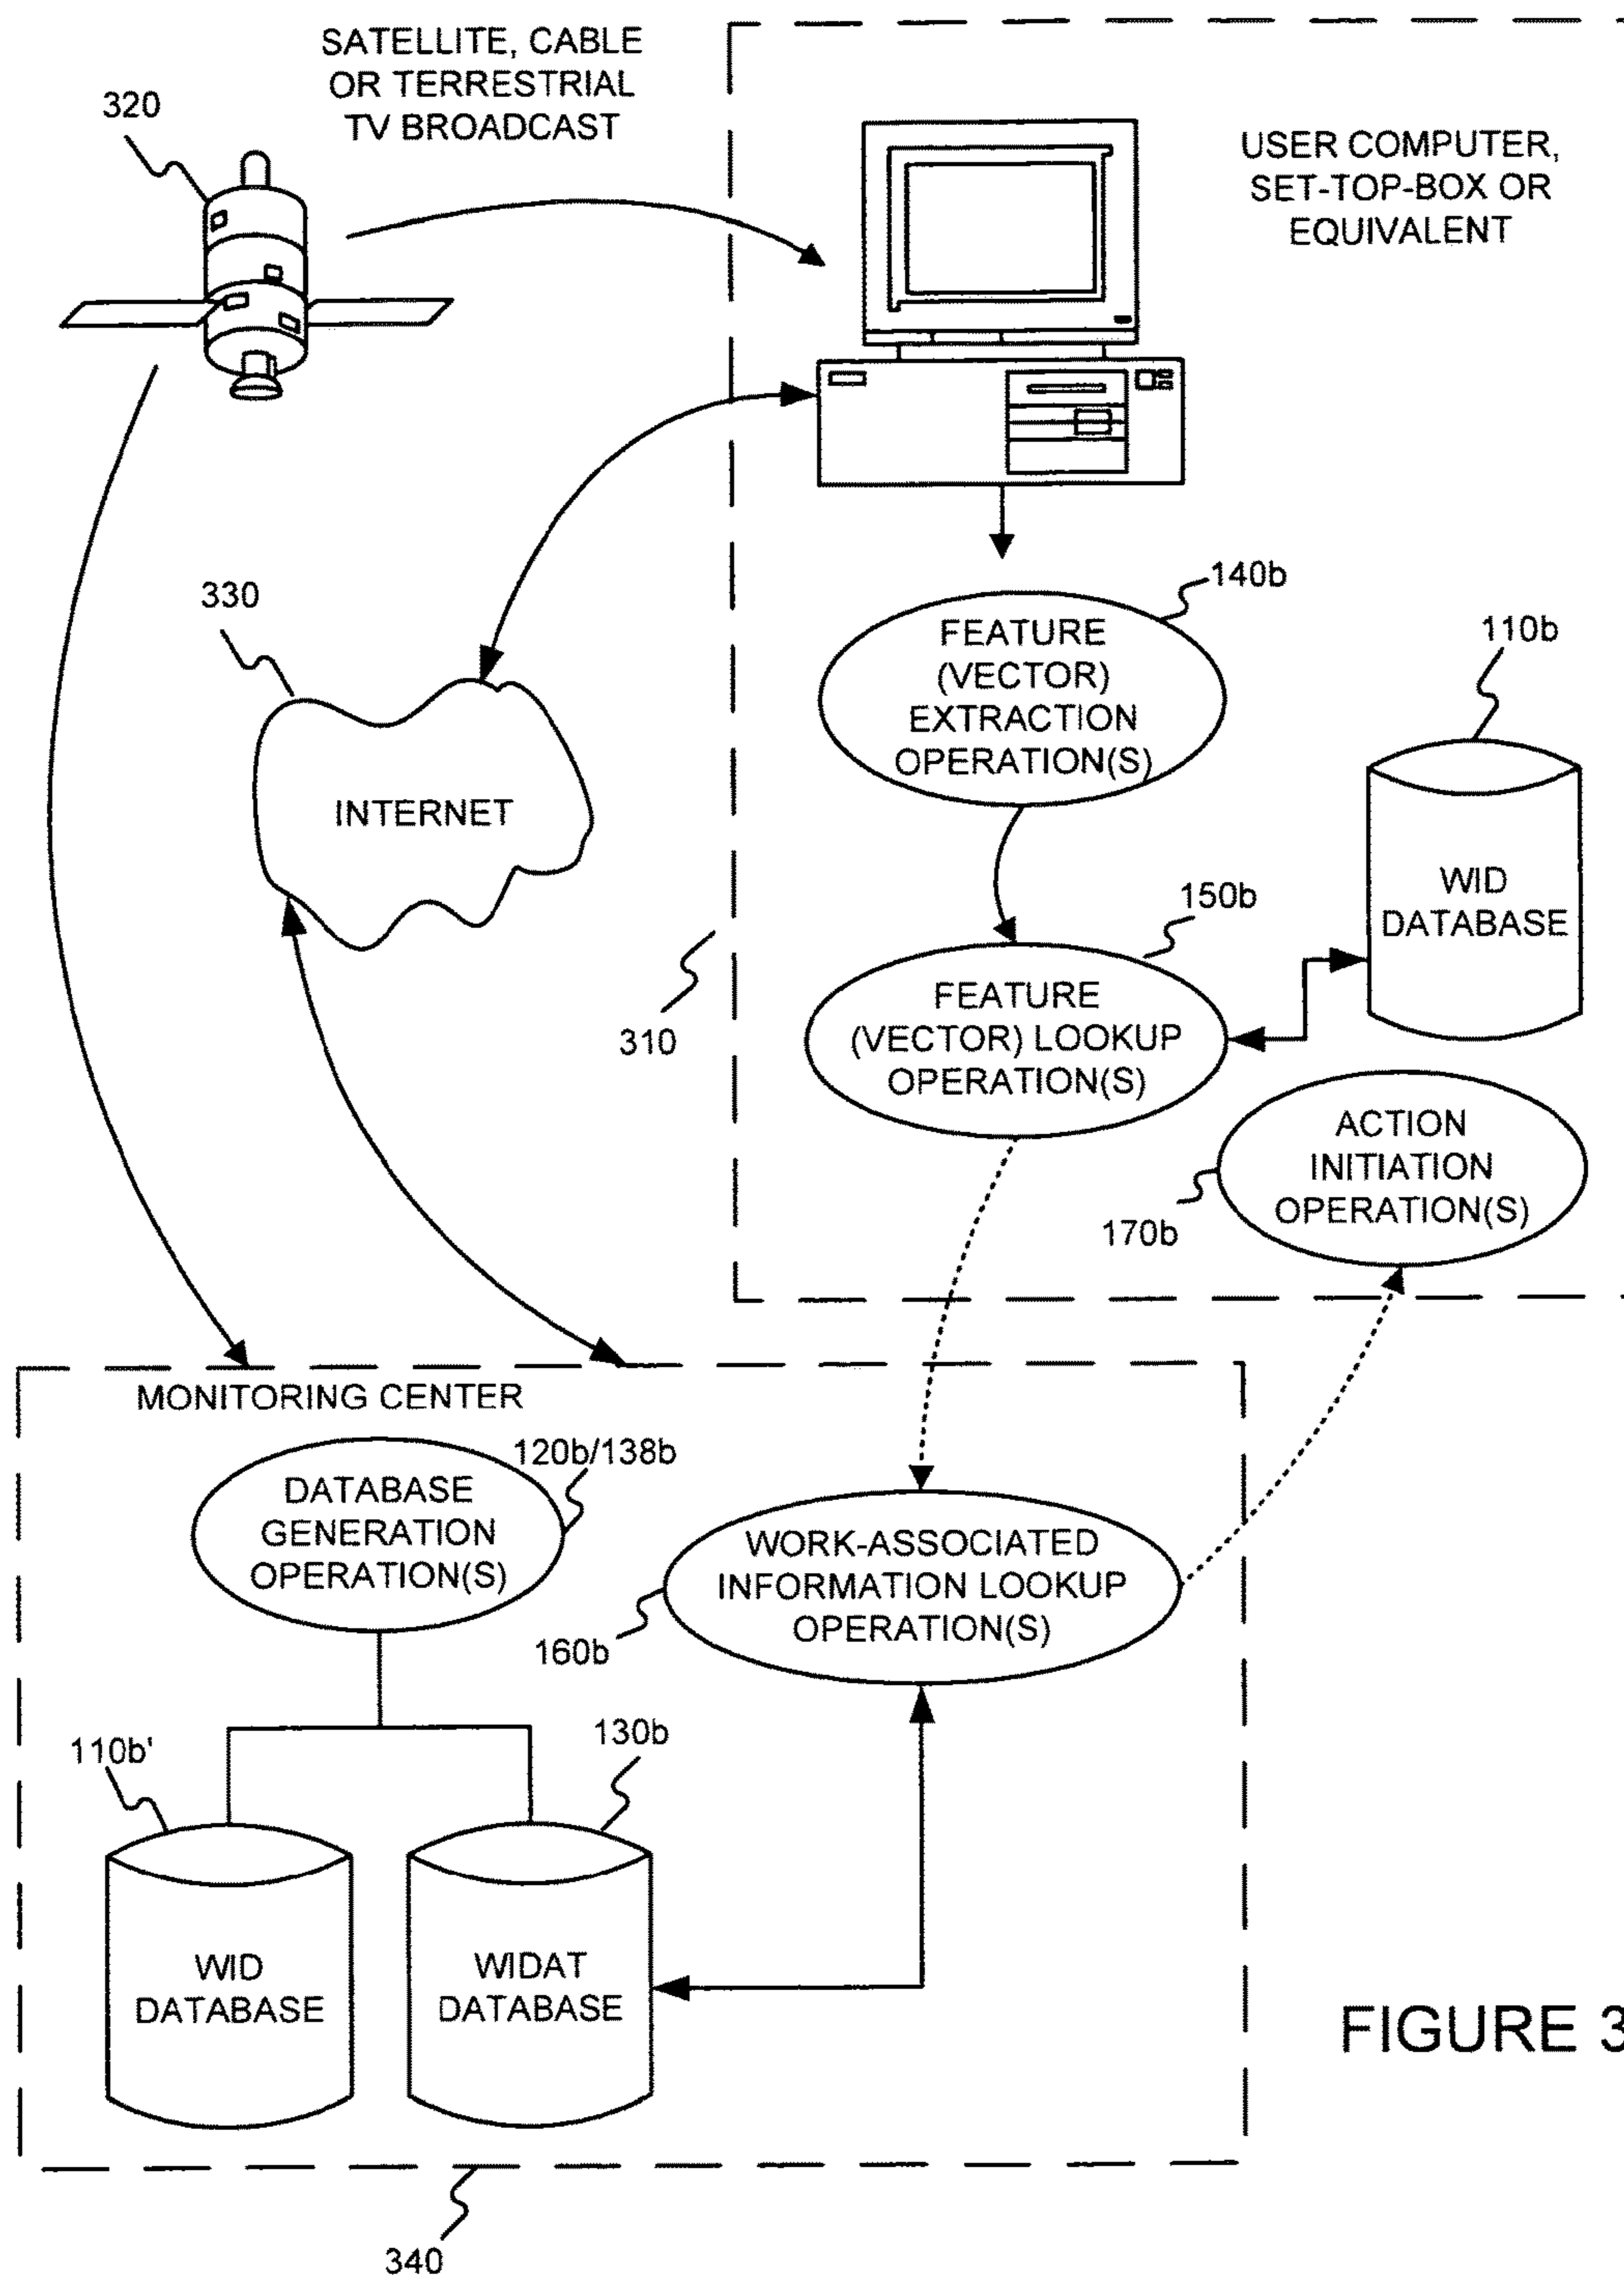 SATELLITE, CABLE
OR TERRESTRIAL
TV BROADCAST
320
USER COMPUTER,
SET-TOP-BOX OR
EQUIVALENT
330
INTERNET
140b
FEATURE
(VECTOR)
EXTRACTION
OPERATION(S)
110b
WID
DATABASE
150b
FEATURE
(VECTOR) LOOKUP
OPERATION(S)
310
ACTION
INITIATION
OPERATION(S)
170b
MONITORING CENTER
120b/138b
DATABASE
GENERATION
OPERATION(S)
WORK-ASSOCIATED
INFORMATION LOOKUP
OPERATION(S)
160b
110b'
130b
WID
DATABASE
WIDAT
DATABASE
FIGURE 3
340